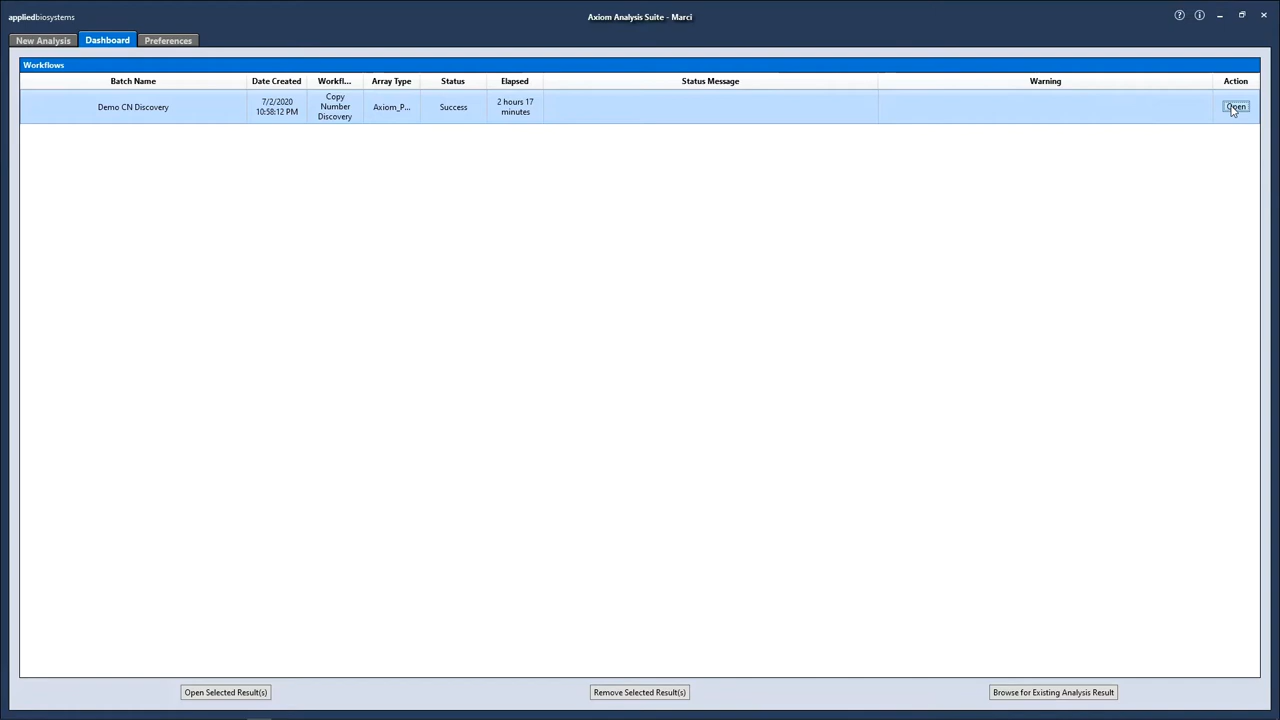 appliedbiosystems
Axiom Analysis Suite - Marci
New Analysis Dashboard Preferences
Workflows
Batch Name Date Created Workfl... Array Type Status Elapsed Status Message Warning Action
Demo CN Discovery
7/2/2020
10:58:12 PM
Copy
Number
Discovery
Axiom_P...
Success
2 hours 17
minutes
Open
Open Selected Result(s) Remove Selected Result(s) Browse for Existing Analysis Result